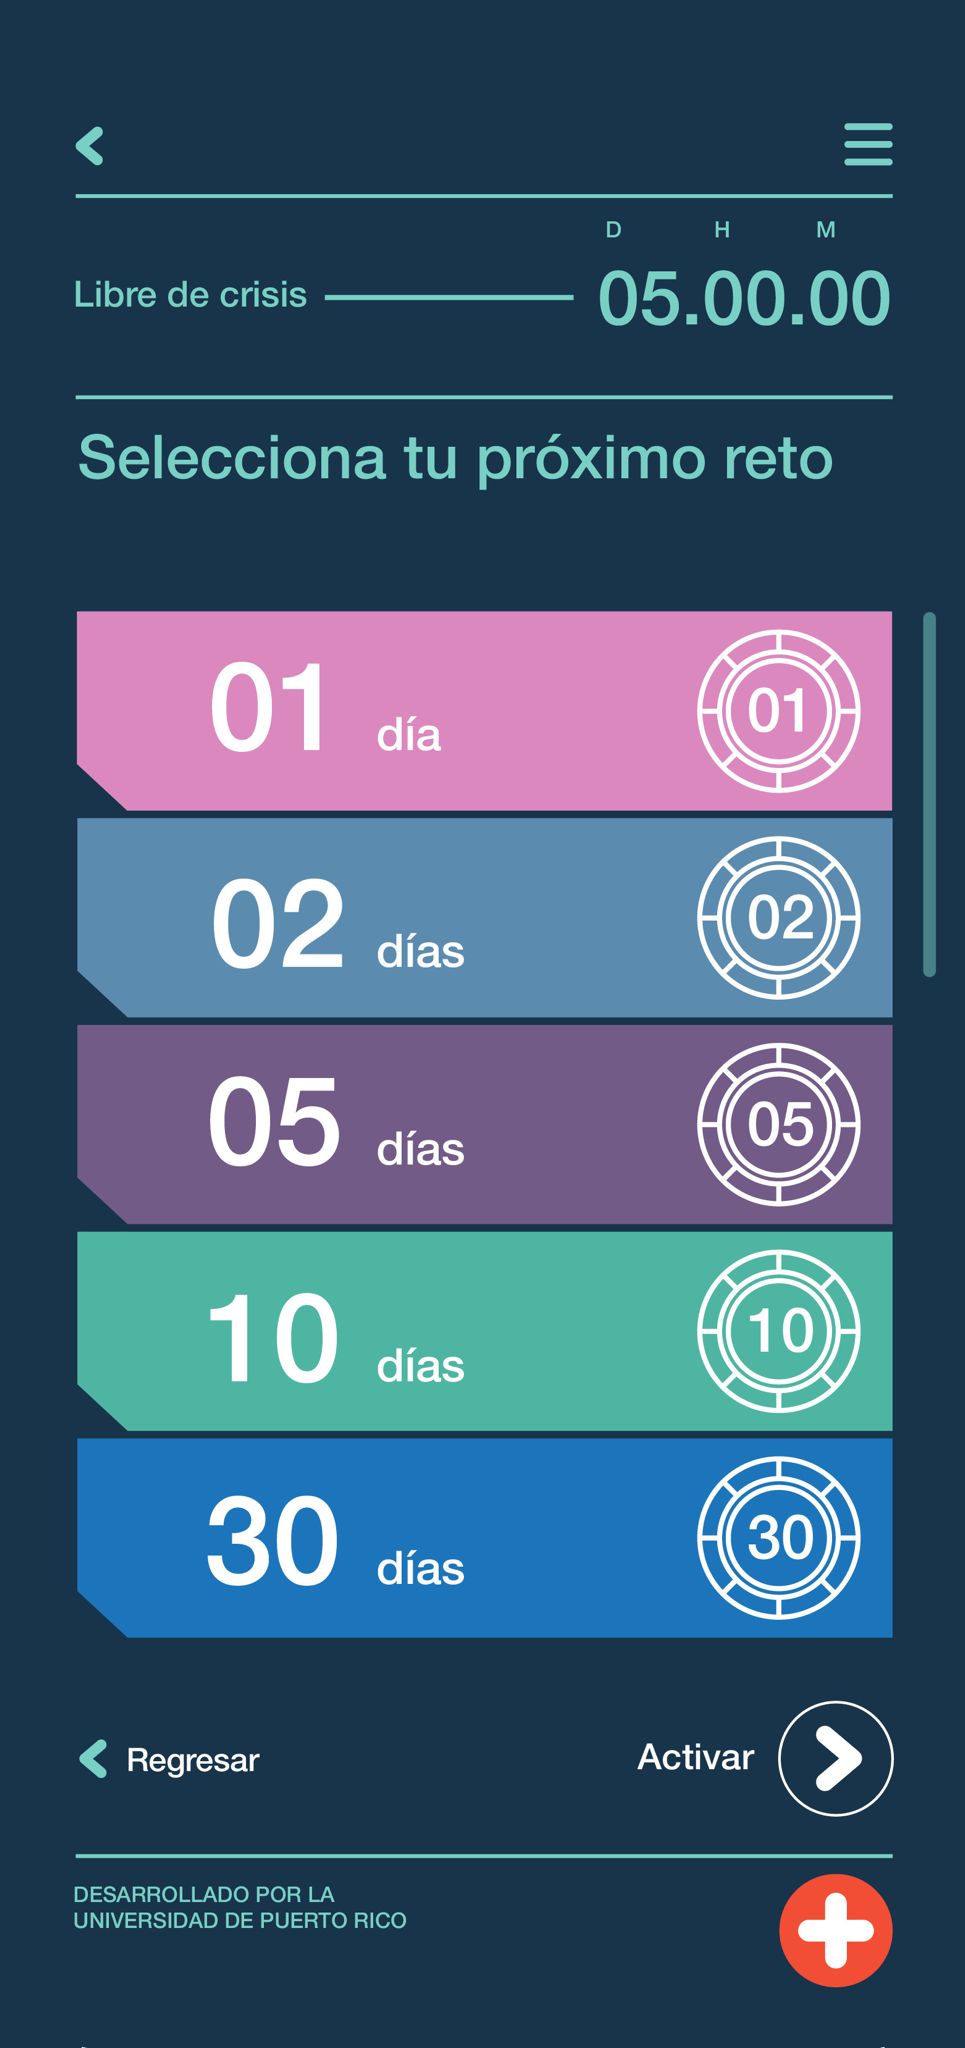 D H M
Libre de crisis 05.00.00
Selecciona tu próximo reto
01 día 01
02 días 02
05 días 05
10 días 10
30 días 30
Regresar Activar
DESARROLLADO POR LA
UNIVERSIDAD DE PUERTO RICO